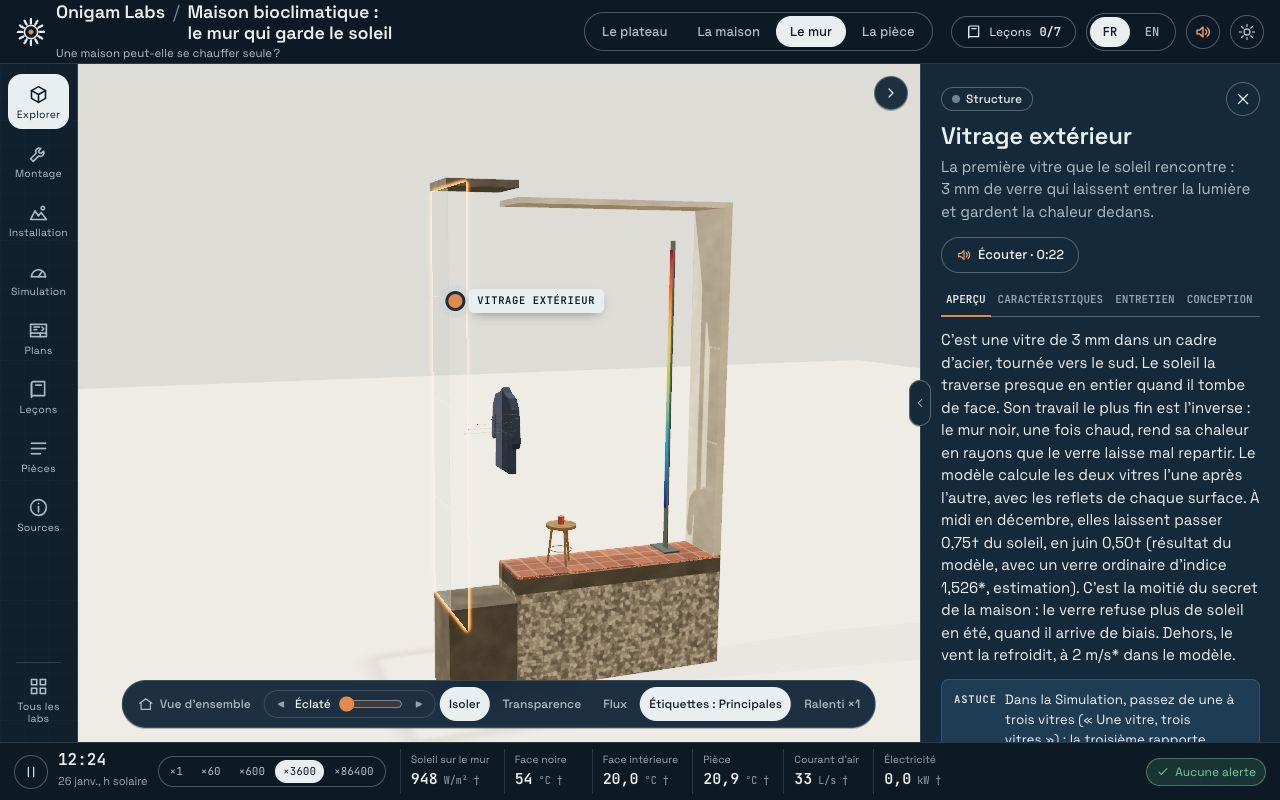 Onigam Labs / Maison bioclimatique :
le mur qui garde le soleil
Une maison peut-elle se chauffer seule ?
Le plateau
La maison
Le mur
La pièce
Leçons 0/7
FR
EN
Explorer
Montage
Installation
Simulation
Plans
Leçons
Pièces
Sources
Tous les
labs
VITRAGE EXTÉRIEUR
Vue d'ensemble
Éclaté
Isoler
Transparence
Flux
Étiquettes : Principales
Ralenti ×1
Structure
Vitrage extérieur
La première vitre que le soleil rencontre :
3 mm de verre qui laissent entrer la lumière
et gardent la chaleur dedans.
Écouter · 0:22
APERÇU
CARACTÉRISTIQUES
ENTRETIEN
CONCEPTION
C'est une vitre de 3 mm dans un cadre
d'acier, tournée vers le sud. Le soleil la
traverse presque en entier quand il tombe
de face. Son travail le plus fin est l'inverse :
le mur noir, une fois chaud, rend sa chaleur
en rayons que le verre laisse mal repartir. Le
modèle calcule les deux vitres l'une après
l'autre, avec les reflets de chaque surface. À
midi en décembre, elles laissent passer
0,75† du soleil, en juin 0,50† (résultat du
modèle, avec un verre ordinaire d'indice
1,526*, estimation). C'est la moitié du secret
de la maison : le verre refuse plus de soleil
en été, quand il arrive de biais. Dehors, le
vent la refroidit, à 2 m/s* dans le modèle.
ASTUCE
Dans la Simulation, passez de une à
trois vitres (« Une vitre, trois
vitres ») : la troisième rapporte
12:24
26 janv., h solaire
×1
×60
×600
×3600
×86400
Soleil sur le mur
948 W/m² †
Face noire
54 °C †
Face intérieure
20,0 °C †
Pièce
20,9 °C †
Courant d'air
33 L/s †
Électricité
0,0 kW †
Aucune alerte